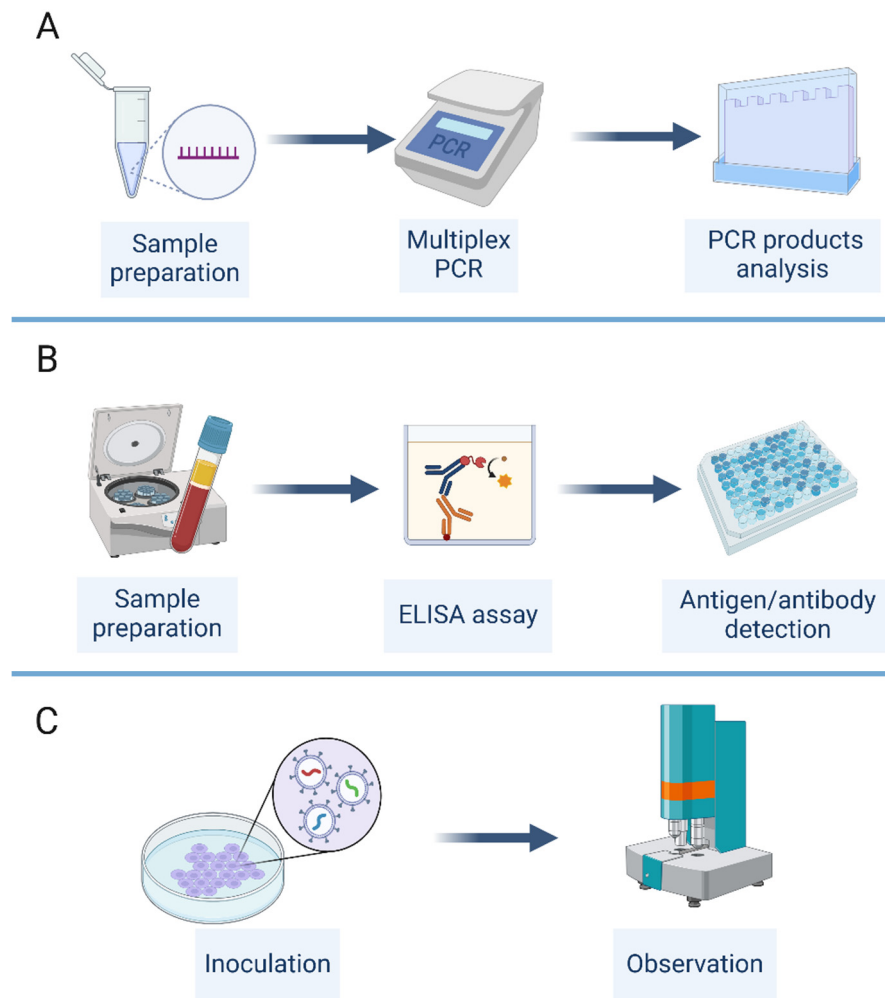 A
PCR
Sample
preparation
Multiplex
PCR
PCR products
analysis
B
Sample
preparation
ELISA assay
Antigen/antibody
detection
C
Inoculation
Observation